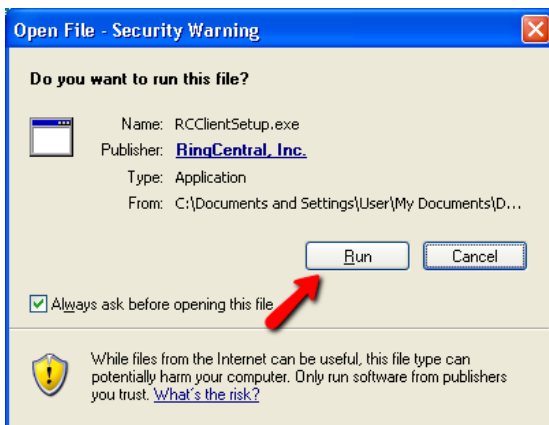 Open File - Security Warning
Do you want to run this file?
Name: RCClientSetup.exe
Publisher: RingCentral, Inc.
Type: Application
From: C:\Documents and Settings\User\My Documents\D...
Run Cancel
Always ask before opening this file
While files from the Internet can be useful, this file type can
potentially harm your computer. Only run software from publishers
you trust. What's the risk?